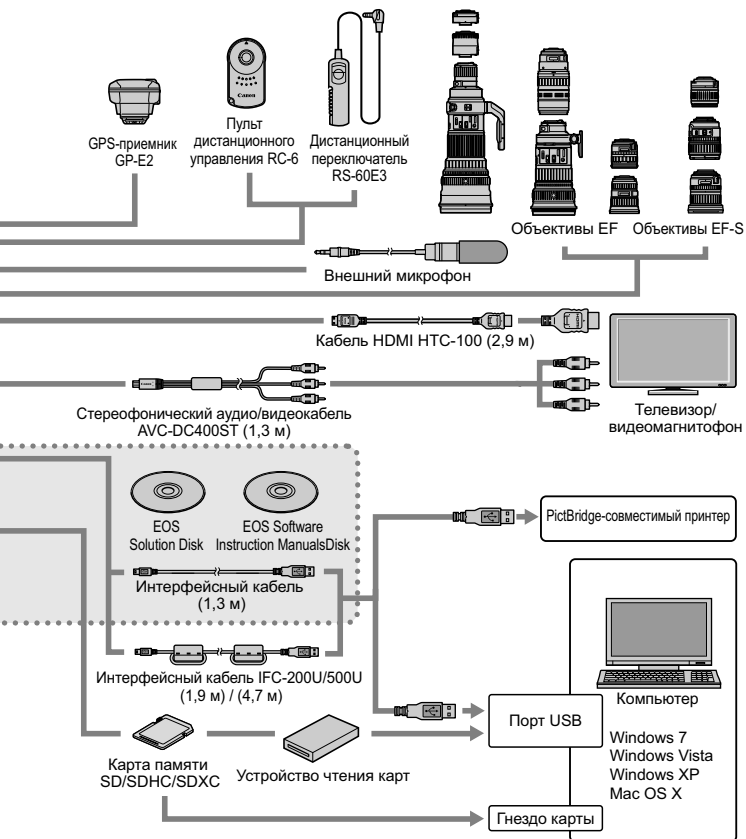 GPS-приемник
GP-E2
Canon
Пульт
дистанционного
управления RC-6
Дистанционный
переключатель
RS-60E3
Объективы EF
Объективы EF-S
Внешний микрофон
Кабель HDMI HTC-100 (2,9 м)
Стереофонический аудио/видеокабель
AVC-DC400ST (1,3 м)
Телевизор/
видеомагнитофон
EOS
Solution Disk
EOS Software
Instruction ManualsDisk
PictBridge-совместимый принтер
Интерфейсный кабель
(1,3 м)
Интерфейсный кабель IFC-200U/500U
(1,9 м) / (4,7 м)
Компьютер
Порт USB
Windows 7
Windows Vista
Windows XP
Mac OS X
Карта памяти
SD/SDHC/SDXC
Устройство чтения карт
Гнездо карты